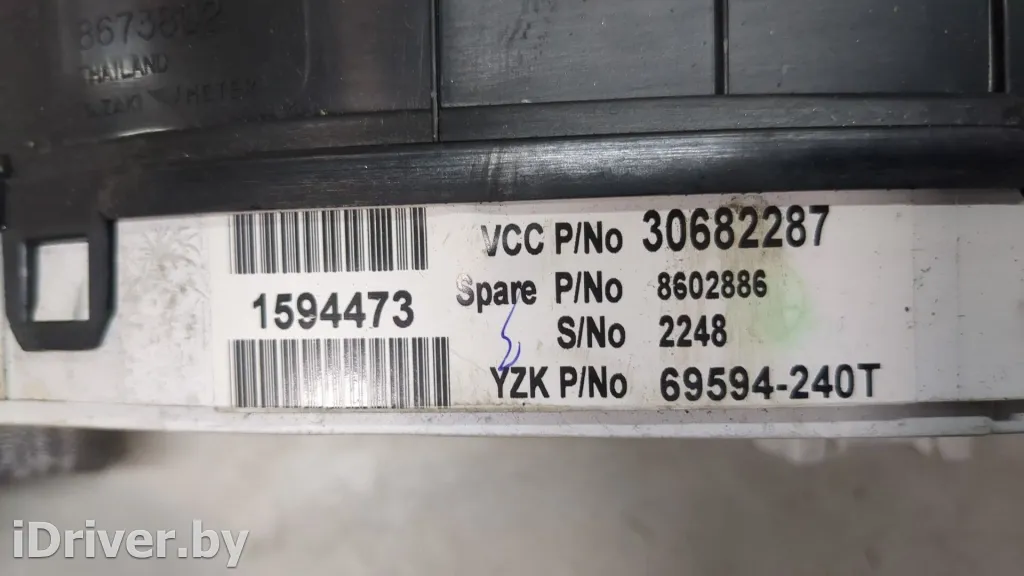 THAILAND
1594473
VCC P/No 30682287
Spare P/No 8602886
S/No 2248
YZK P/No 69594-240T
iDriver.by